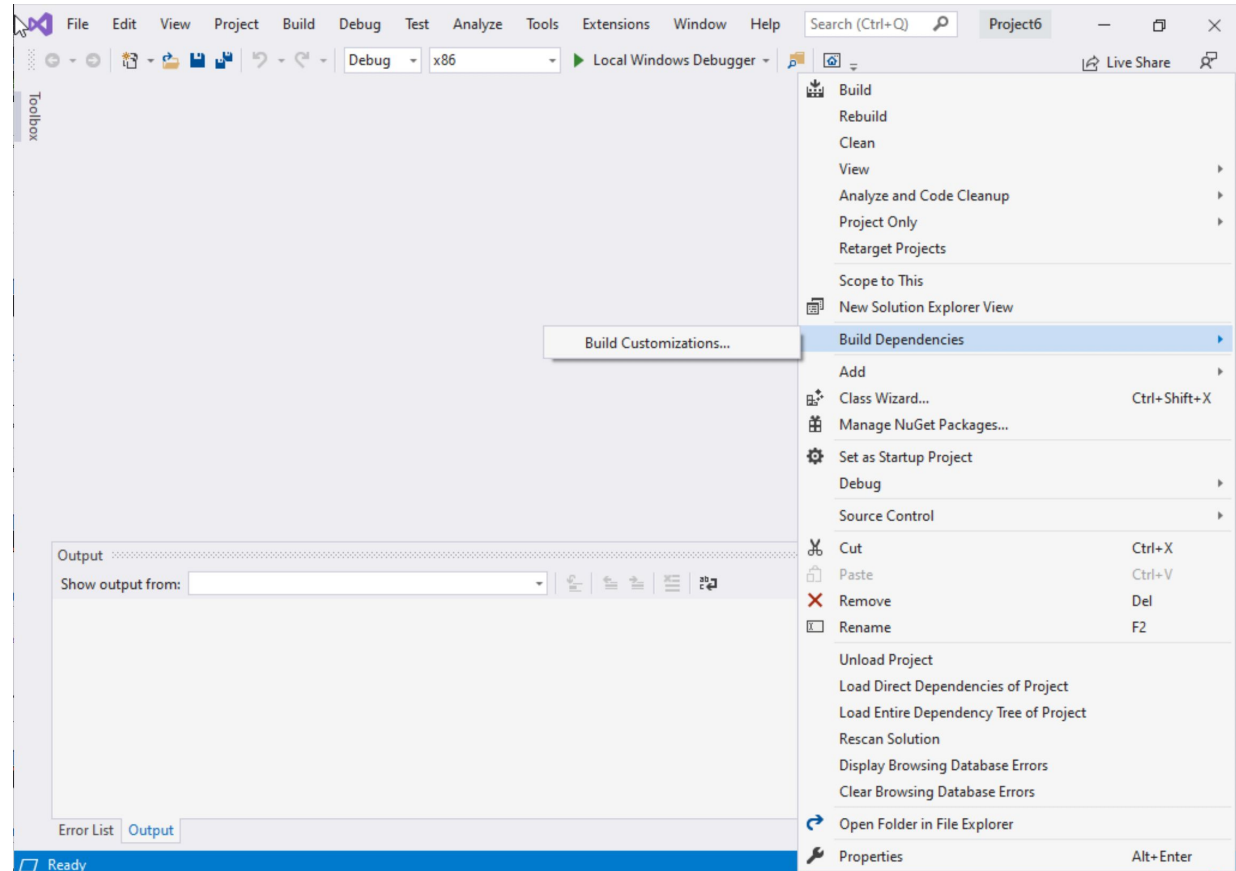 File Edit View Project Build Debug Test Analyze Tools Extensions Window Help Search (Ctrl+Q) Project6
Debug x86 Local Windows Debugger Live Share
Toolbox
Build
Rebuild
Clean
View
Analyze and Code Cleanup
Project Only
Retarget Projects
Scope to This
New Solution Explorer View
Build Customizations... Build Dependencies
Add
Class Wizard... Ctrl+Shift+X
Manage NuGet Packages...
Set as Startup Project
Debug
Source Control
Output
Show output from:
Cut Ctrl+X
Paste Ctrl+V
Remove Del
Rename F2
Unload Project
Load Direct Dependencies of Project
Load Entire Dependency Tree of Project
Rescan Solution
Display Browsing Database Errors
Clear Browsing Database Errors
Open Folder in File Explorer
Properties Alt+Enter
Error List Output
Ready